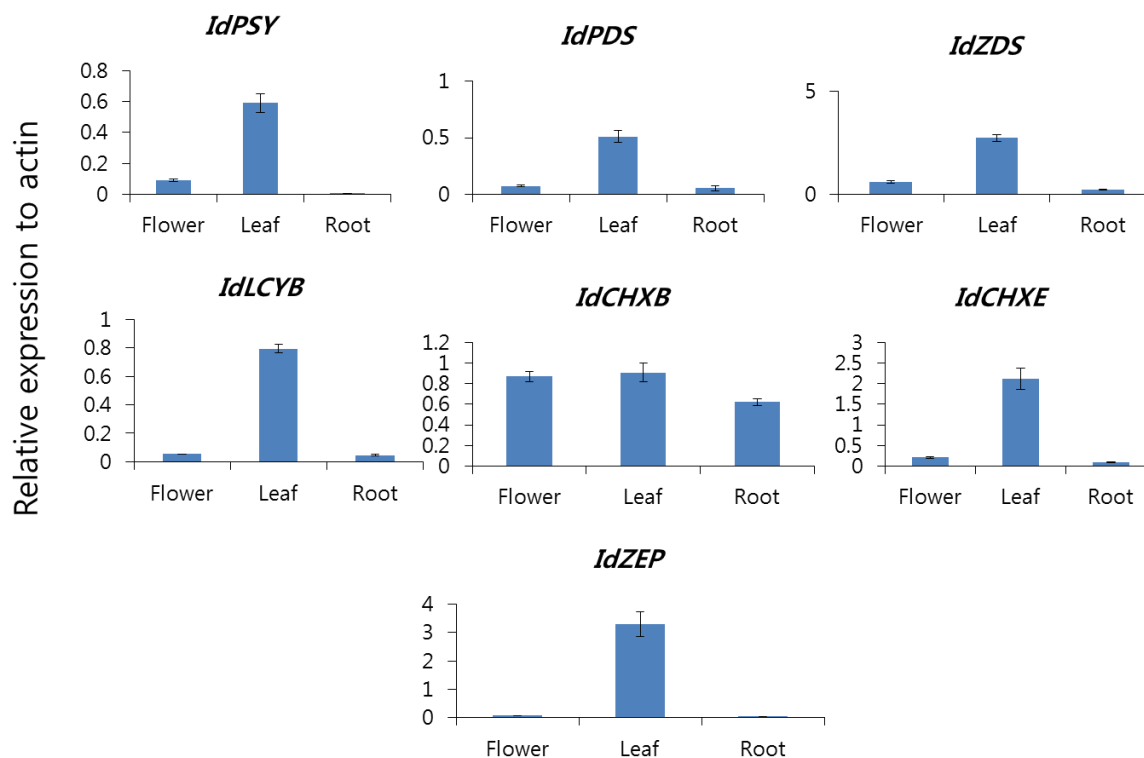 Relative expression to actin
IdPSY
0.8
0.6
0.4
0.2
0
Flower Leaf Root
IdPDS
1
0.5
0
Flower Leaf Root
IdZDS
5
0
Flower Leaf Root
IdLCYB
1
0.8
0.6
0.4
0.2
0
Flower Leaf Root
IdCHXB
1.2
1
0.8
0.6
0.4
0.2
0
Flower Leaf Root
IdCHXE
3
2.5
2
1.5
1
0.5
0
Flower Leaf Root
IdZEP
4
3
2
1
0
Flower Leaf Root